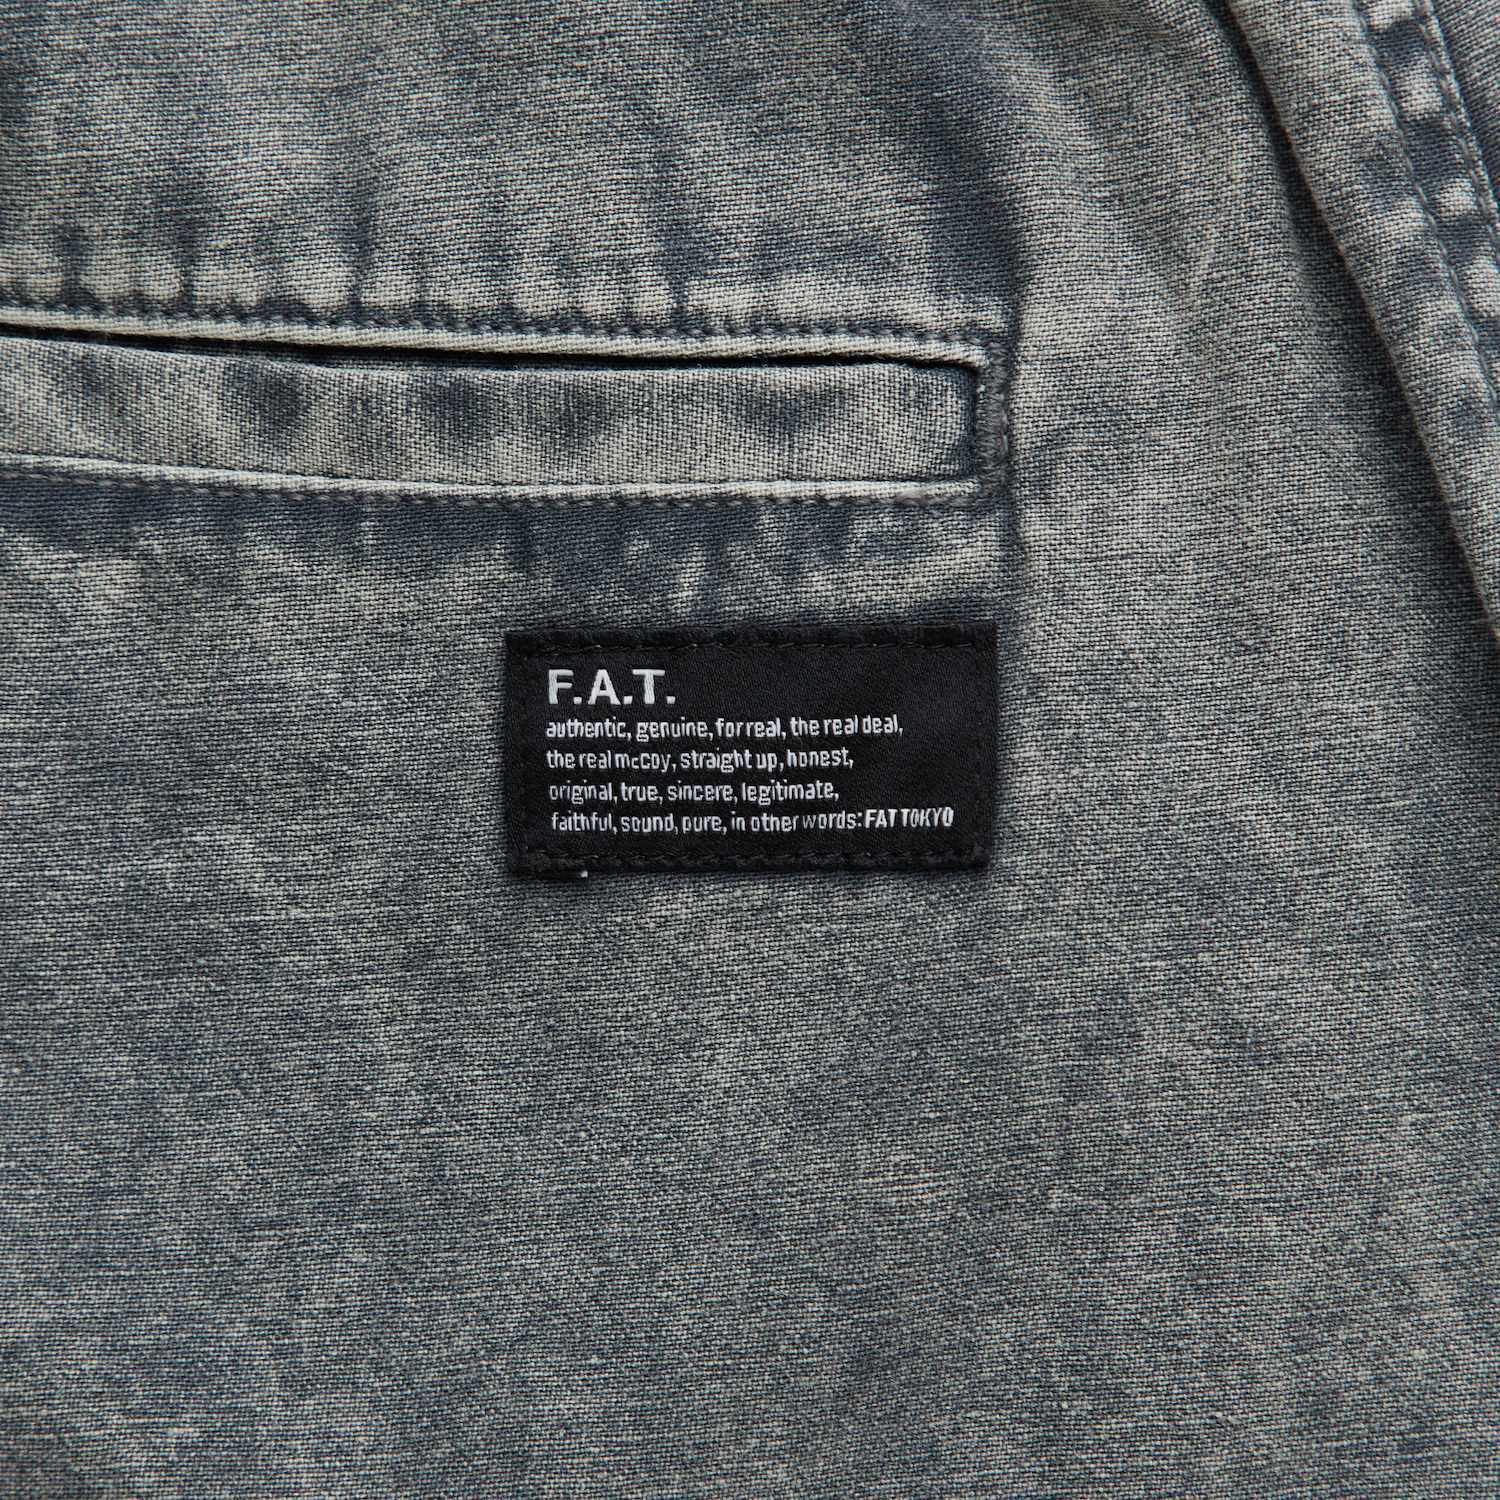 F.A.T.
authentic, genuine, for real, the real deal,
the real mccoy, straight up, honest,
original, true, sincere, legitimate,
faithful, sound, pure, in other words: FAT TOKYO